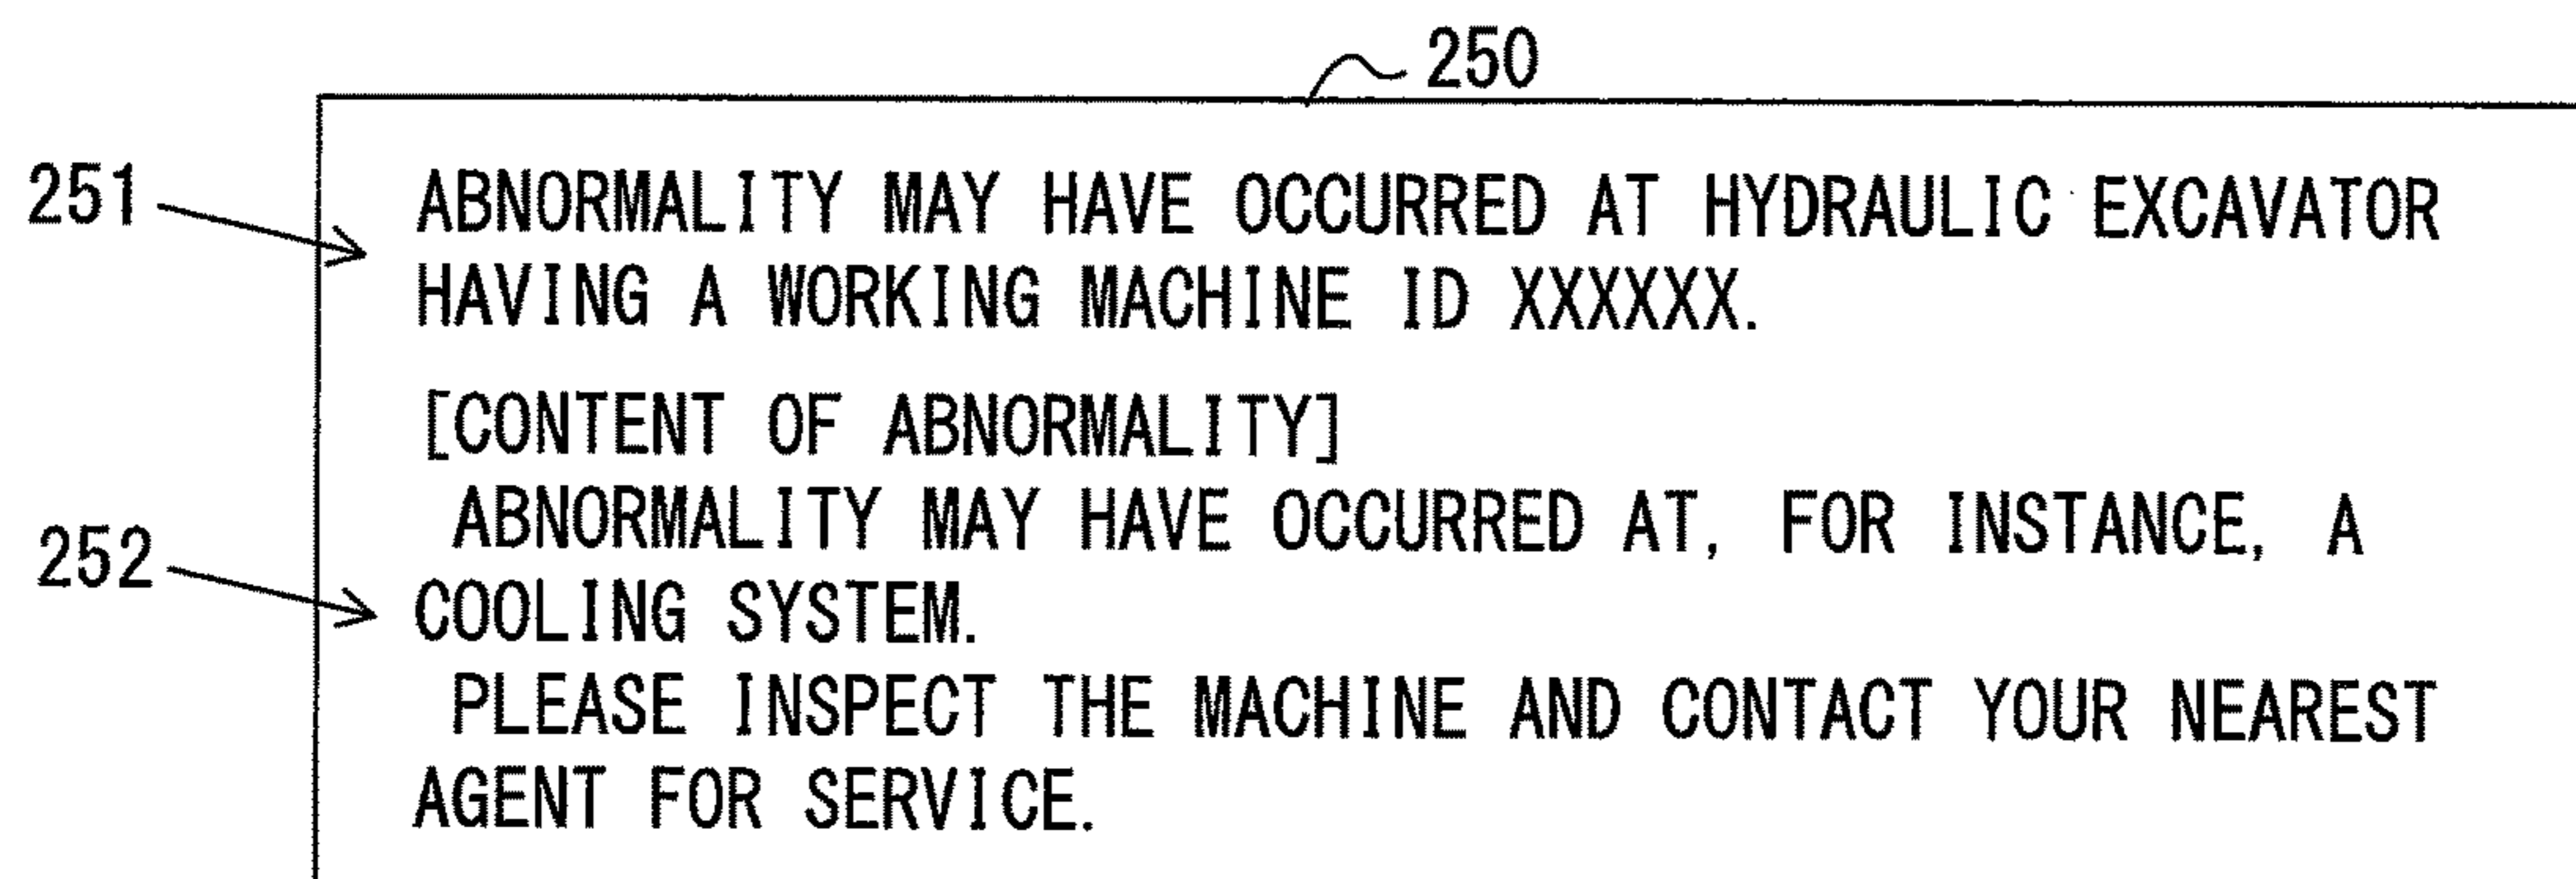 250
251
ABNORMALITY MAY HAVE OCCURRED AT HYDRAULIC EXCAVATOR
HAVING A WORKING MACHINE ID XXXXXX.
[CONTENT OF ABNORMALITY]
ABNORMALITY MAY HAVE OCCURRED AT, FOR INSTANCE, A
252
COOLING SYSTEM.
PLEASE INSPECT THE MACHINE AND CONTACT YOUR NEAREST
AGENT FOR SERVICE.